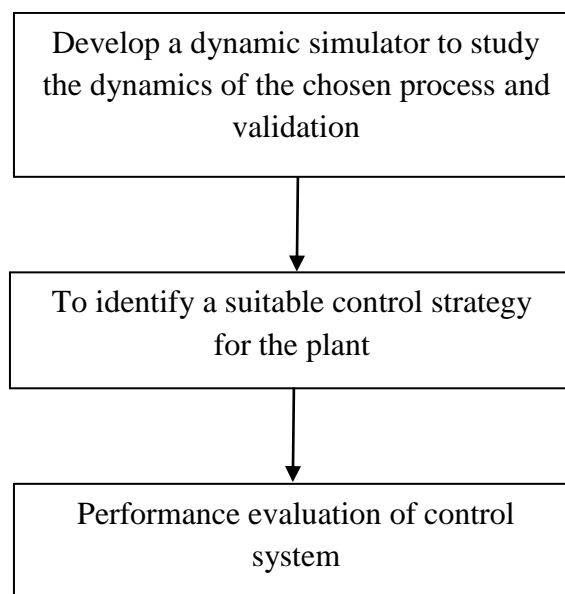 Develop a dynamic simulator to study
the dynamics of the chosen process and
validation
To identify a suitable control strategy
for the plant
Performance evaluation of control
system